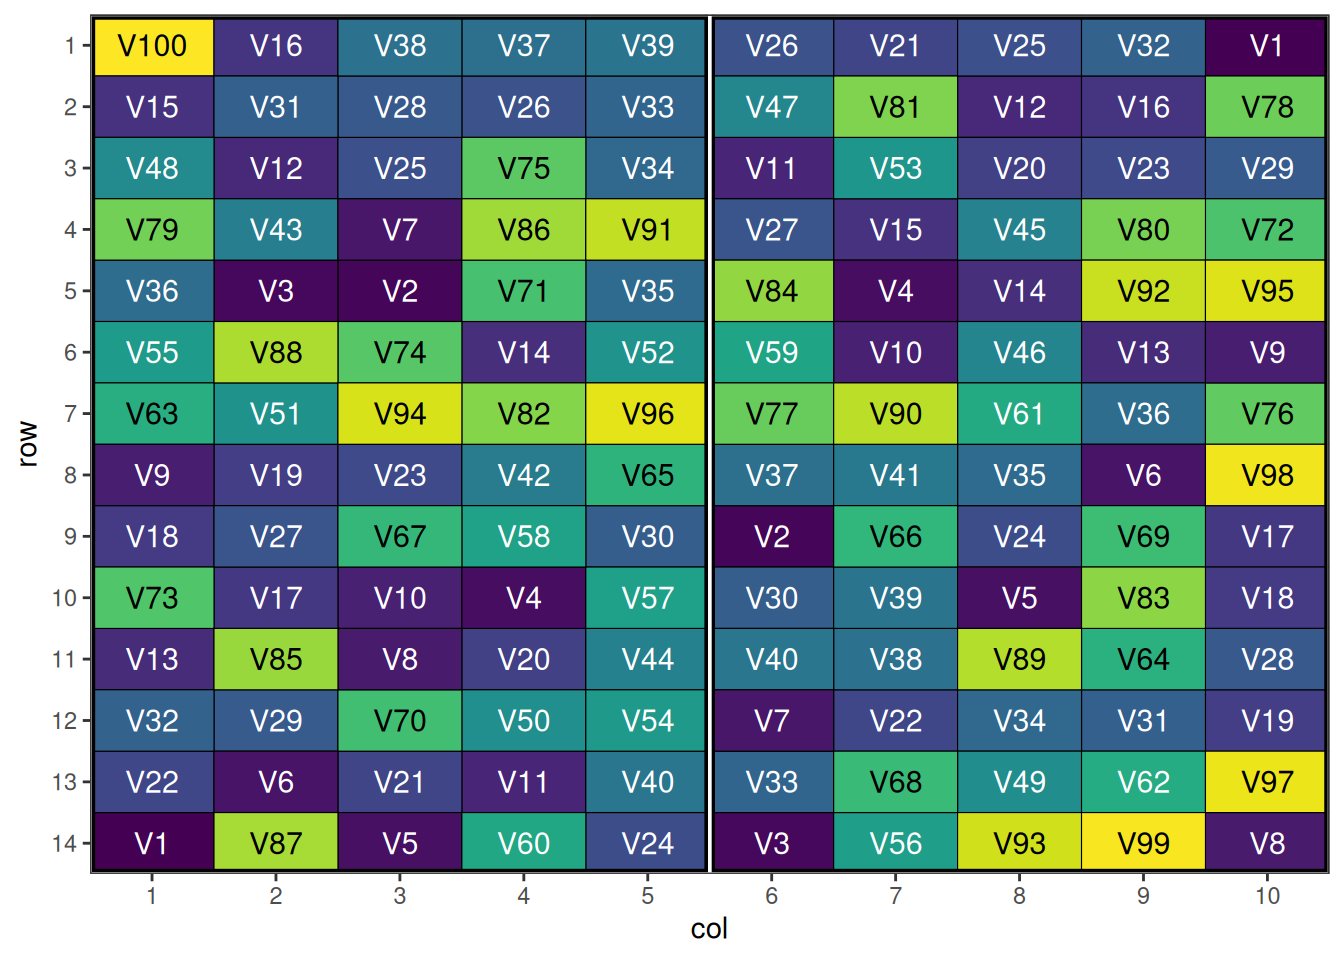 1 V100 V16 V38 V37 V39 V26 V21 V25 V32 V1
2 V15 V31 V28 V26 V33 V47 V81 V12 V16 V78
3 V48 V12 V25 V75 V34 V11 V53 V20 V23 V29
4 V79 V43 V7 V86 V91 V27 V15 V45 V80 V72
5 V36 V3 V2 V71 V35 V84 V4 V14 V92 V95
6 V55 V88 V74 V14 V52 V59 V10 V46 V13 V9
7 V63 V51 V94 V82 V96 V77 V90 V61 V36 V76
row
8 V9 V19 V23 V42 V65 V37 V41 V35 V6 V98
9 V18 V27 V67 V58 V30 V2 V66 V24 V69 V17
10 V73 V17 V10 V4 V57 V30 V39 V5 V83 V18
11 V13 V85 V8 V20 V44 V40 V38 V89 V64 V28
12 V32 V29 V70 V50 V54 V7 V22 V34 V31 V19
13 V22 V6 V21 V11 V40 V33 V68 V49 V62 V97
14 V1 V87 V5 V60 V24 V3 V56 V93 V99 V8
1 2 3 4 5 6 7 8 9 10
col